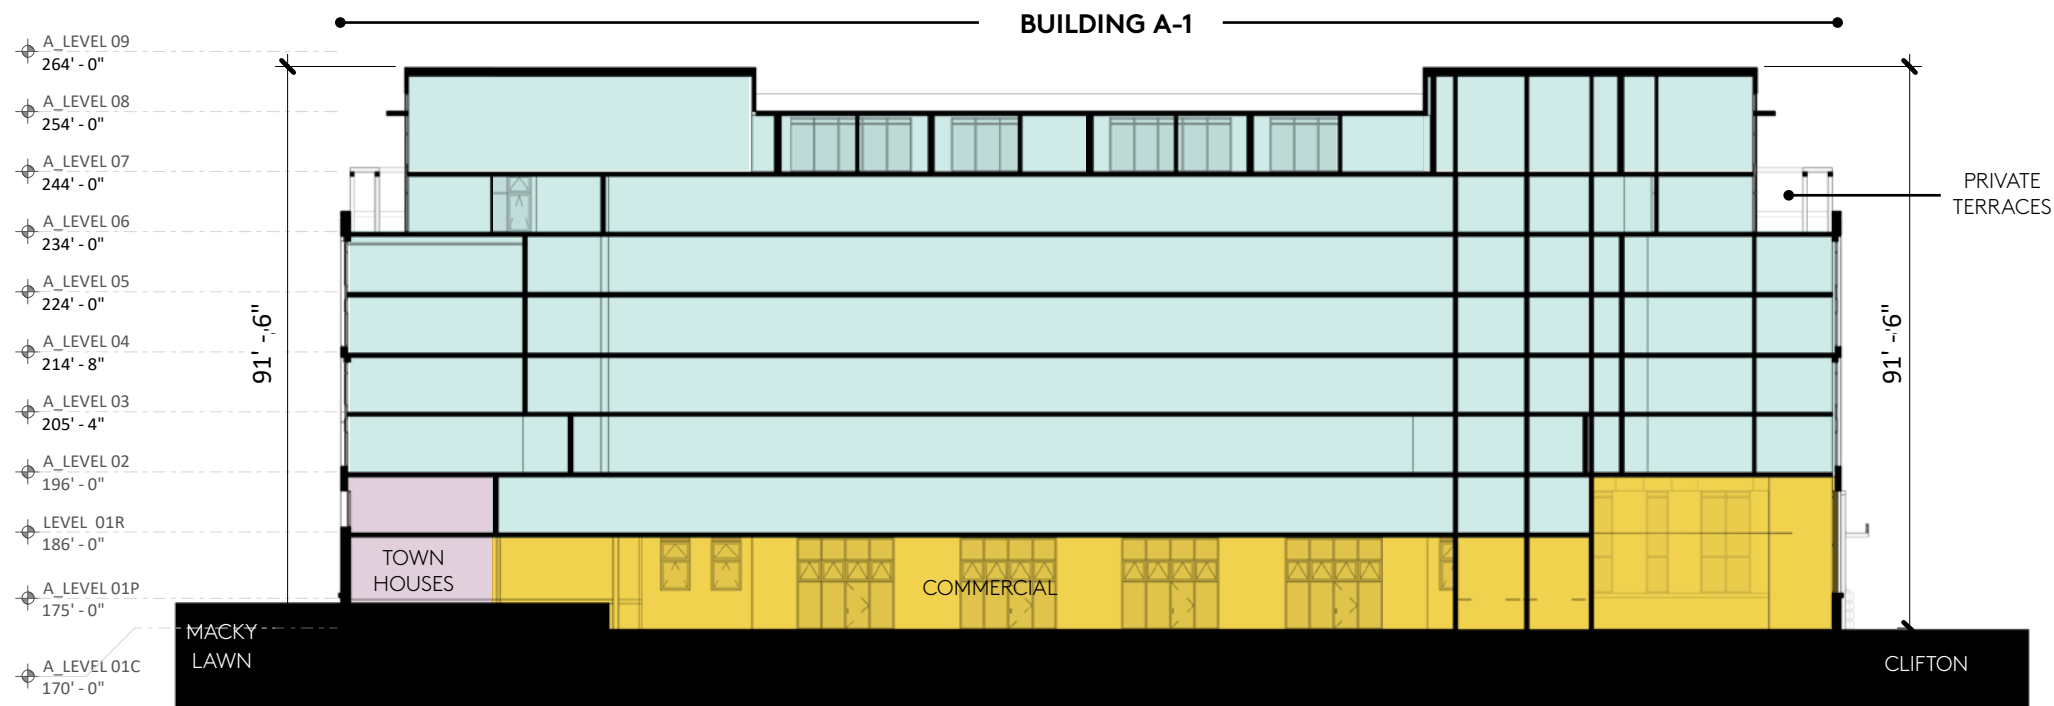 BUILDING A-1
A_LEVEL 09
264' - 0"
A_LEVEL 08
254' - 0"
A_LEVEL 07
244' - 0"
PRIVATE
TERRACES
A_LEVEL 06
234' - 0"
A_LEVEL 05
224' - 0"
91' - 6"
91' - 6"
A_LEVEL 04
214' - 8"
A_LEVEL 03
205' - 4"
A_LEVEL 02
196' - 0"
LEVEL 01R
186' - 0"
TOWN
HOUSES
COMMERCIAL
A_LEVEL 01P
175' - 0"
MACKY
LAWN
A_LEVEL 01C
170' - 0"
CLIFTON